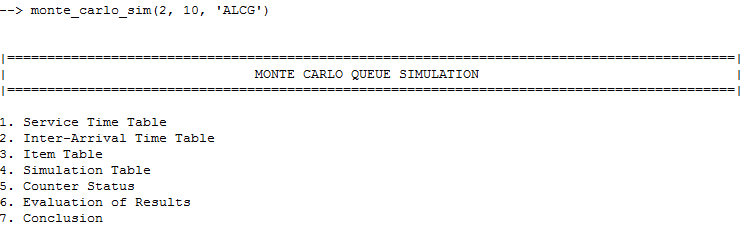 --> monte_carlo_sim(2, 10, 'ALCG')
|===========================================================================================|
| MONTE CARLO QUEUE SIMULATION |
|===========================================================================================|
1. Service Time Table
2. Inter-Arrival Time Table
3. Item Table
4. Simulation Table
5. Counter Status
6. Evaluation of Results
7. Conclusion